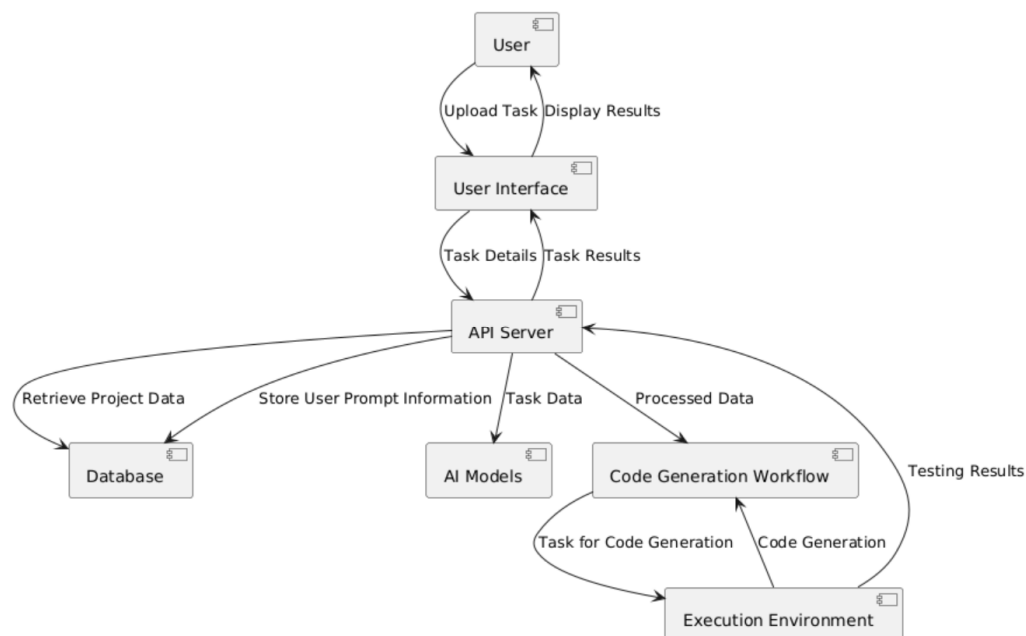 User
Upload Task
Display Results
User Interface
Task Details
Task Results
API Server
Retrieve Project Data
Store User Prompt Information
Task Data
Processed Data
Database
AI Models
Code Generation Workflow
Testing Results
Task for Code Generation
Code Generation
Execution Environment